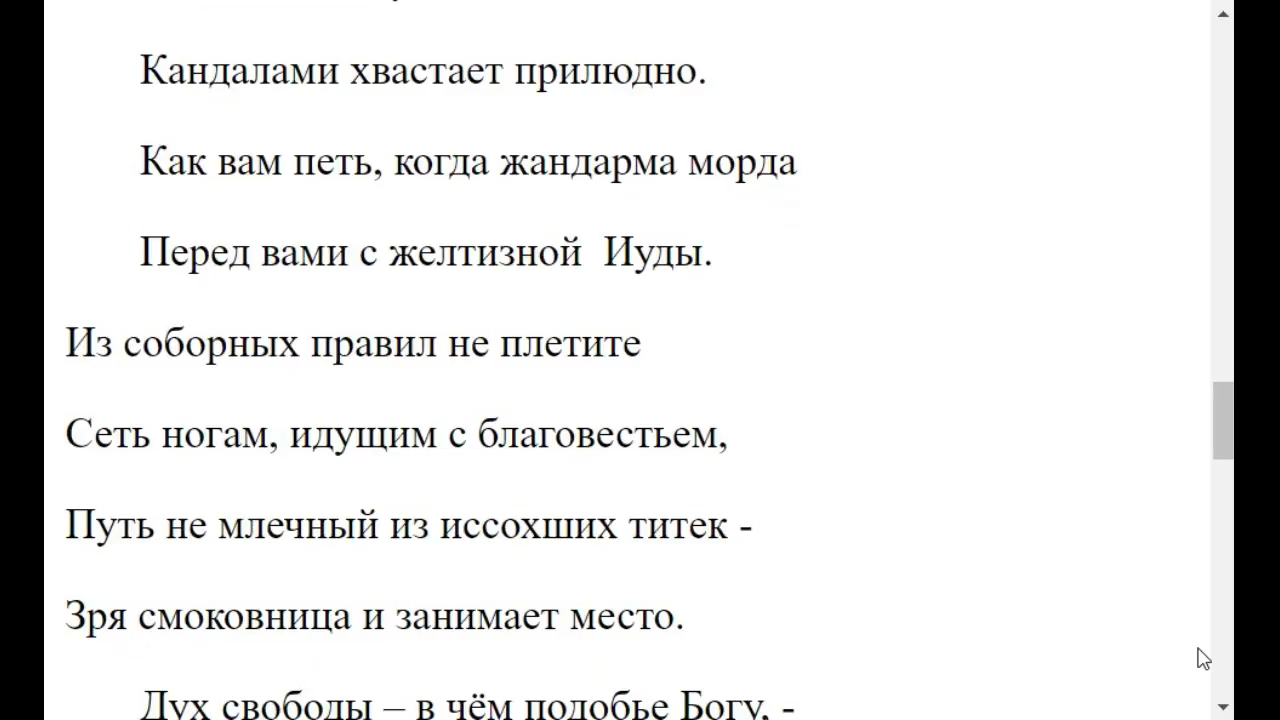 Кандалами хвастает прилюдно.
Как вам петь, когда жандарма морда
Перед вами с желтизной  Иуды.
Из соборных правил не плетите
Сеть ногам, идущим с благовестьем,
Путь не млечный из иссохших титек -
Зря смоковница и занимает место.
Дух свободы – в чём подобье Богу, -